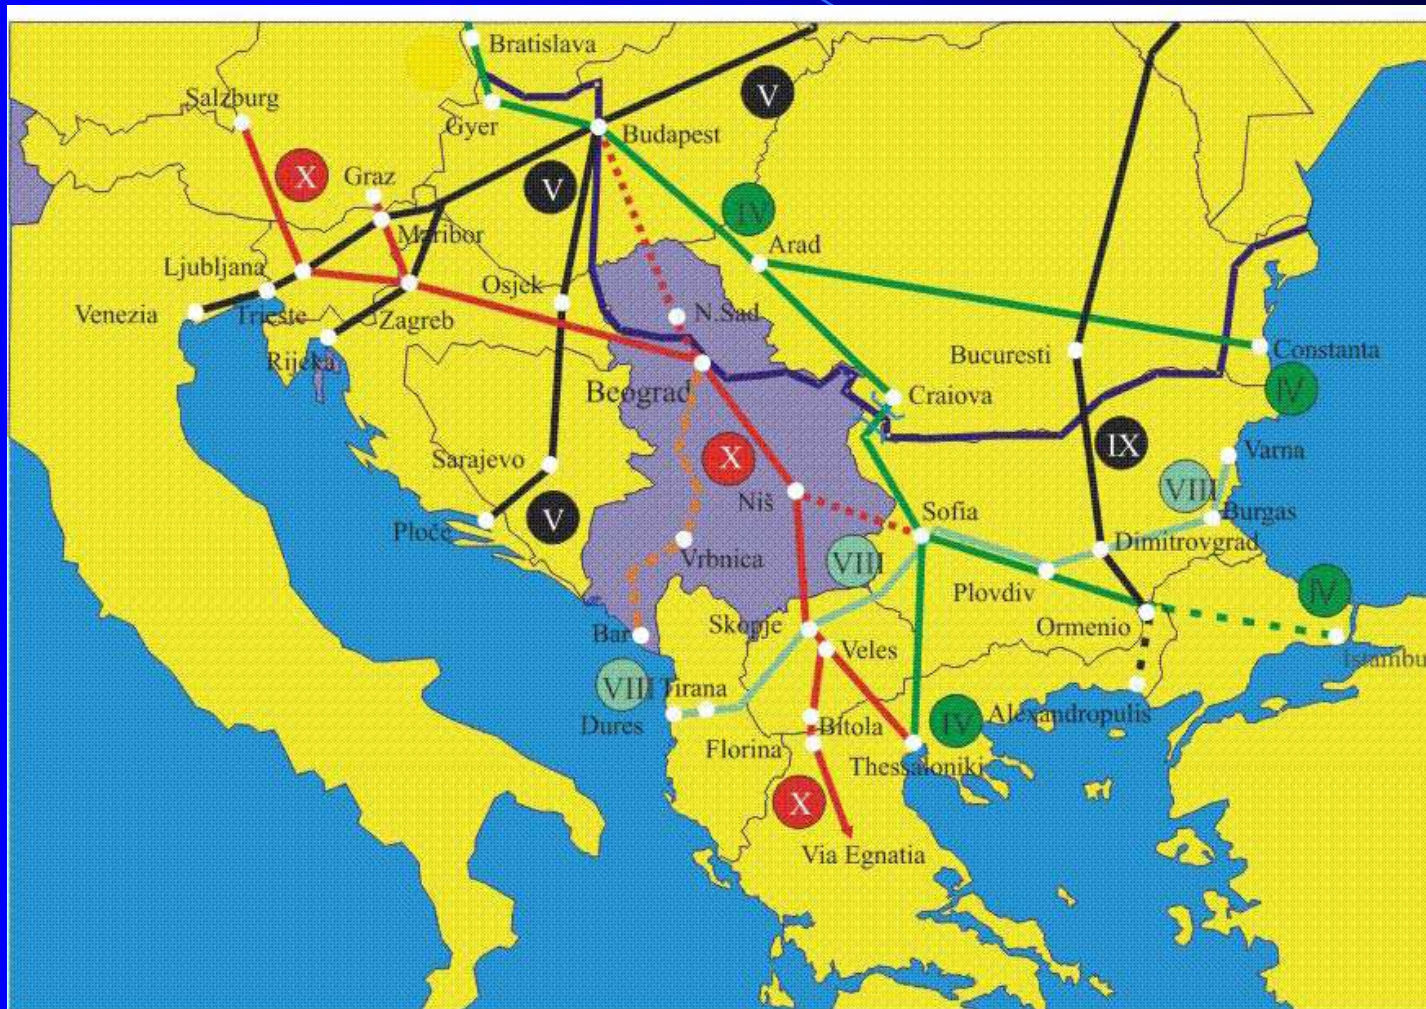 Bratislava
V
Salzburg
Gyer
Budapest
X
Graz
V
IV
Maribor
Arad
Ljubljana
Osjek
Venezia
Trieste
Zagreb
N.Sad
Rijeka
Bucuresti
Constanta
Beograd
Craiova
IV
IX
Sarajevo
X
Varna
VIII
Niš
Ploče
V
Sofia
Burgas
Vrbnica
VIII
Dimitrovgrad
Plovdiv
IV
Bar
Skopje
Ormenio
Veles
Istambu
VIII
Tirana
Dures
Bitola
IV
Alexandropulis
Florina
Thessaloniki
X
Via Egnatia